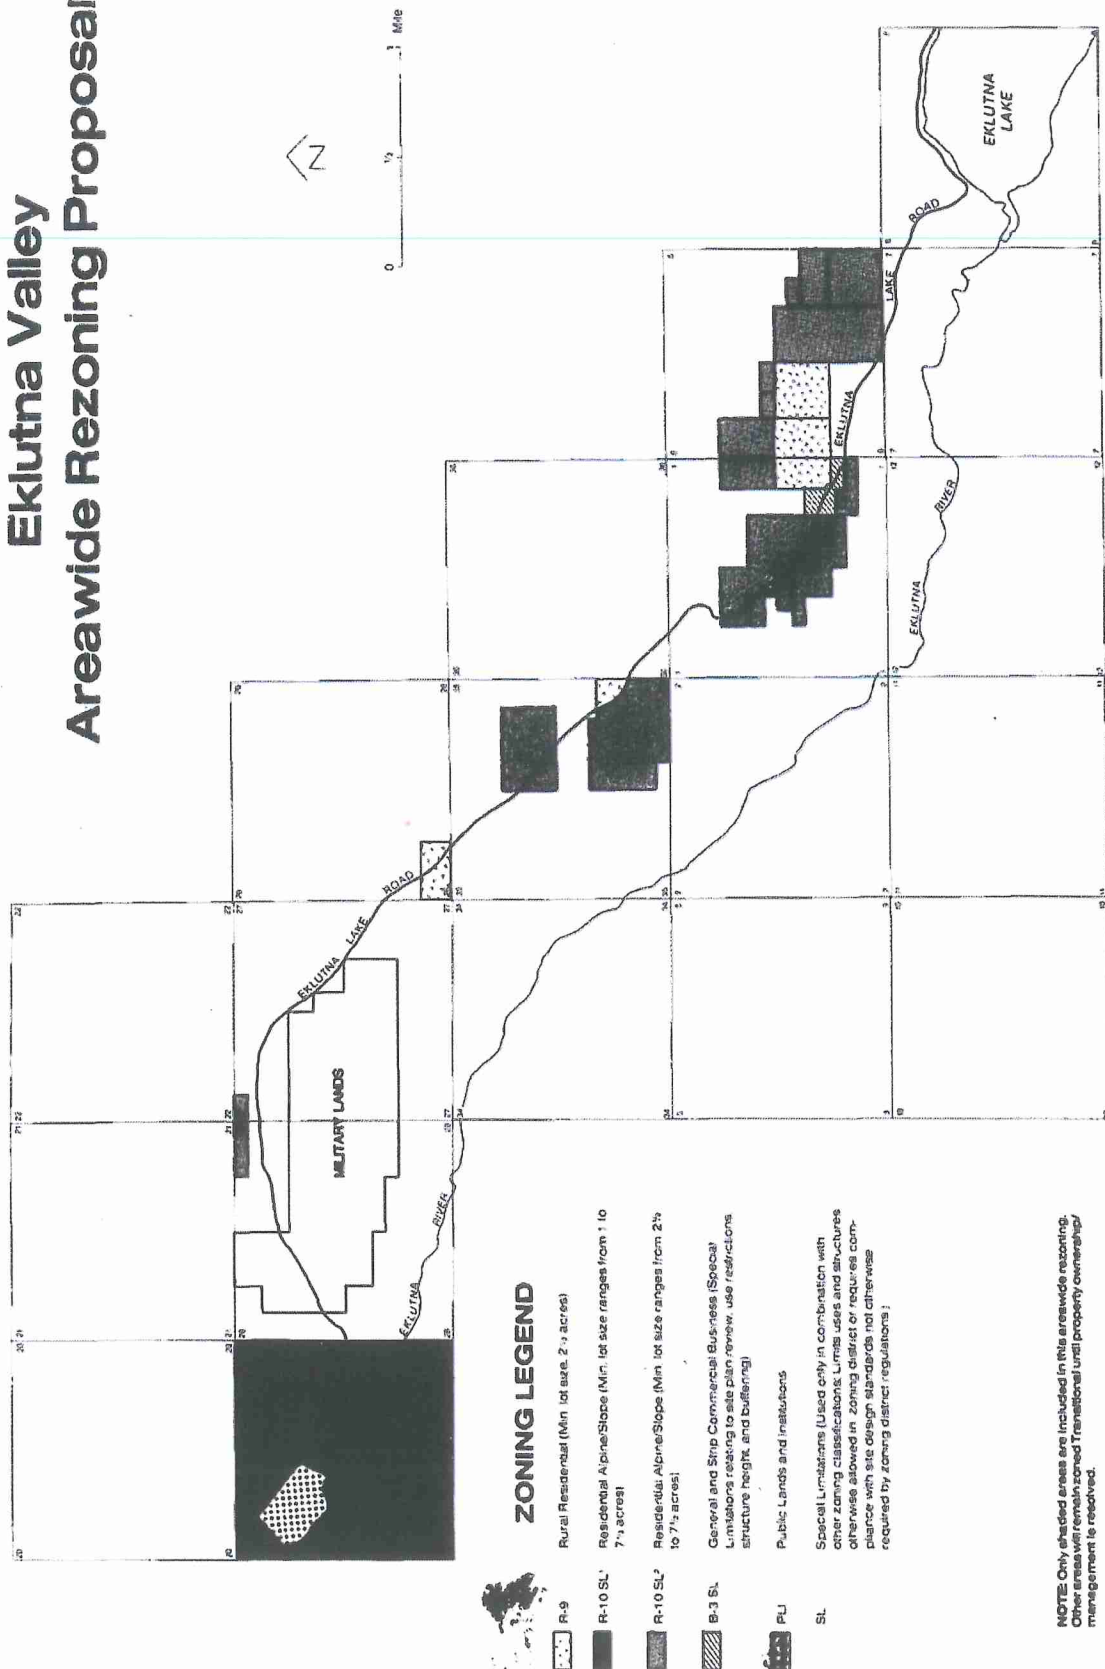 Eklutna Valley
Areawide Rezoning Proposal
N
0 ½ 1 Mile
EKLUTNA
LAKE
EKLUTNA LAKE ROAD
EKLUTNA RIVER
EKLUTNA LAKE ROAD
MILITARY LANDS
EKLUTNA RIVER
ZONING LEGEND
R-9 Rural Residential (Min. lot size, 2½ acres)
R-10 SL¹ Residential Alpine/Slope (Min. lot size ranges from 1 to
7½ acres)
R-10 SL² Residential Alpine/Slope (Min. lot size ranges from 2½
to 7½ acres)
B-3 SL General and Strip Commercial Business (Special
Limitations relating to site plan review, use restrictions
structure height, and buffering)
PLI Public Lands and Institutions
SL Special Limitations (Used only in combination with
other zoning classifications: Limits uses and structures
otherwise allowed in zoning district or requires com-
pliance with site design standards not otherwise
required by zoning district regulations)
NOTE: Only shaded areas are included in this areawide rezoning.
Other areas will remain zoned Transitional until property ownership/
management is resolved.